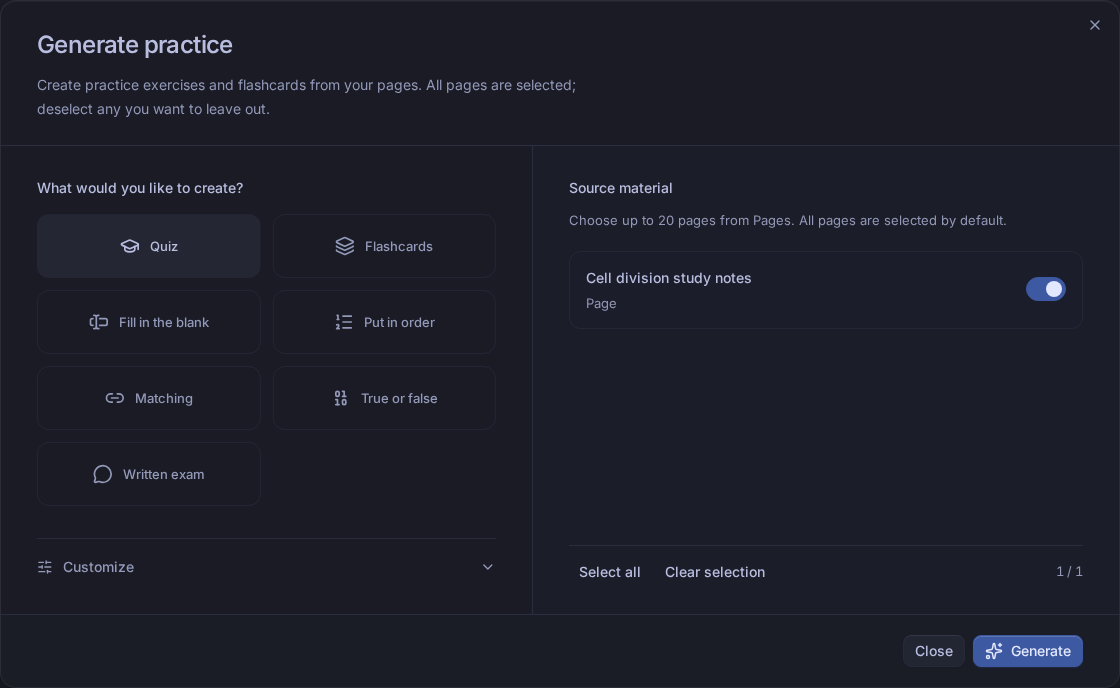 Generate practice
Create practice exercises and flashcards from your pages. All pages are selected;
deselect any you want to leave out.
What would you like to create?
Quiz
Flashcards
Fill in the blank
Put in order
Matching
True or false
Written exam
Customize
Source material
Choose up to 20 pages from Pages. All pages are selected by default.
Cell division study notes
Page
Select all
Clear selection
1 / 1
Close
Generate